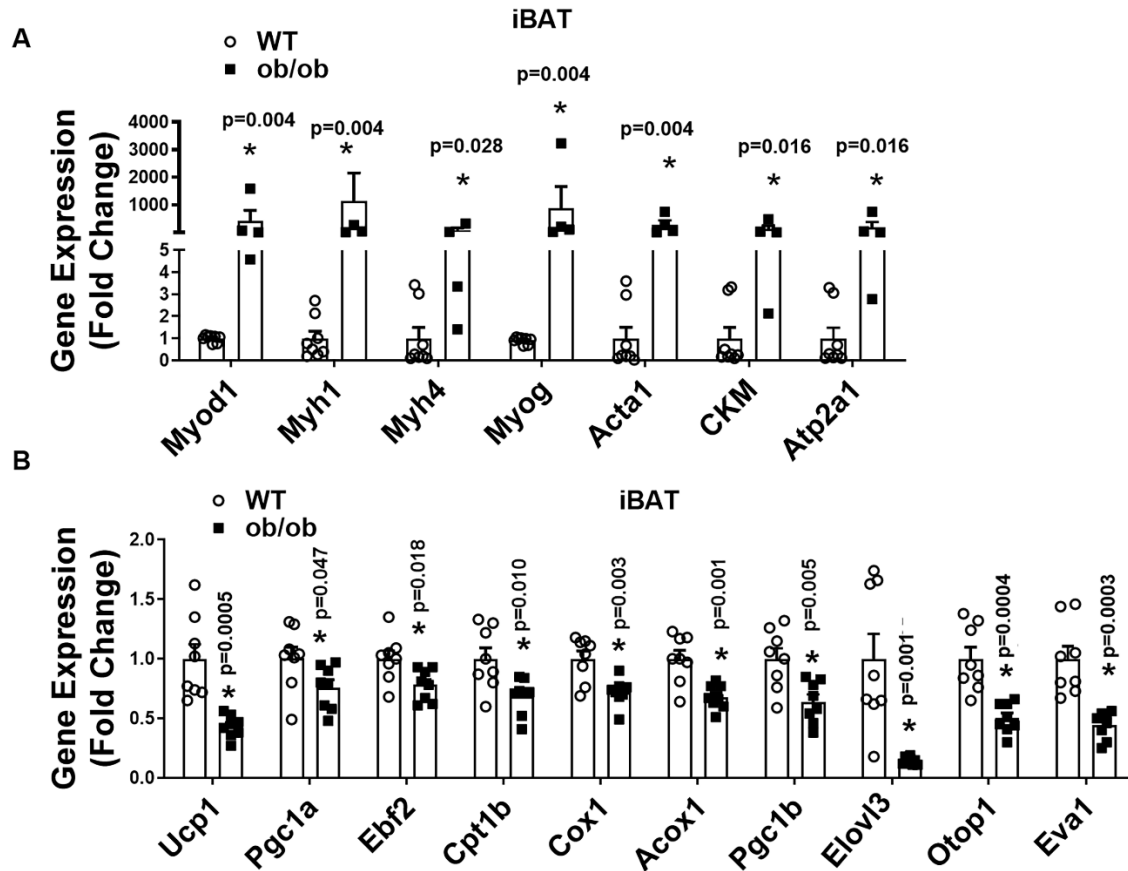 A
iBAT
WT
ob/ob
p=0.004
p=0.004
p=0.004
p=0.028
p=0.004
p=0.016
p=0.016
*
*
*
*
*
*
*
Gene Expression
(Fold Change)
4000
3000
2000
1000
5
4
3
2
1
0
Myod1
Myh1
Myh4
Myog
Acta1
CKM
Atp2a1
B
WT
ob/ob
iBAT
Gene Expression
(Fold Change)
2.0
1.5
1.0
0.5
0.0
* p=0.0005
* p=0.047
* p=0.018
* p=0.010
* p=0.003
* p=0.001
* p=0.005
* p=0.001
* p=0.0004
* p=0.0003
Ucp1
Pgc1a
Ebf2
Cpt1b
Cox1
Acox1
Pgc1b
Elovl3
Otop1
Eva1